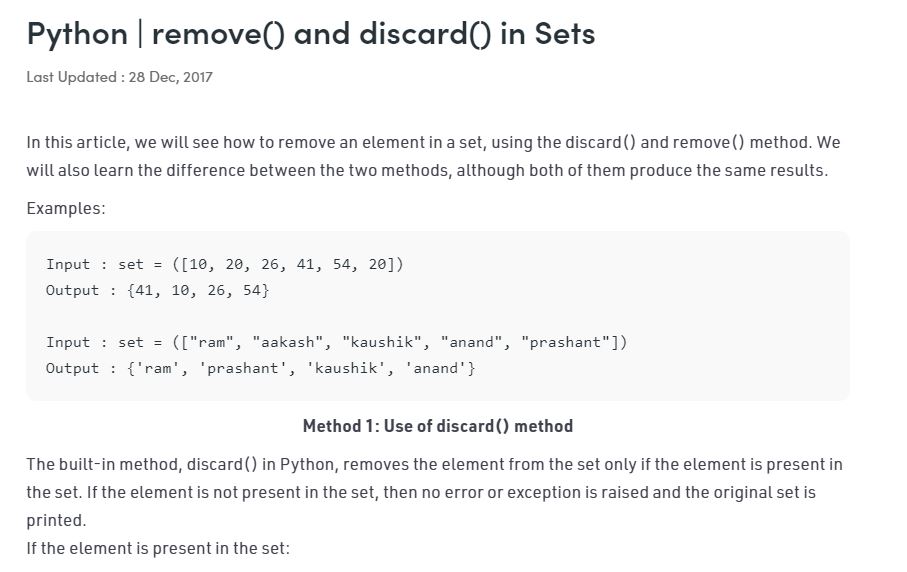 Python | remove() and discard() in Sets
Last Updated : 28 Dec, 2017
In this article, we will see how to remove an element in a set, using the discard() and remove() method. We
will also learn the difference between the two methods, although both of them produce the same results.
Examples:
Input : set = ([10, 20, 26, 41, 54, 20])
Output : {41, 10, 26, 54}
Input : set = (["ram", "aakash", "kaushik", "anand", "prashant"])
Output : {'ram', 'prashant', 'kaushik', 'anand'}
Method 1: Use of discard() method
The built-in method, discard() in Python, removes the element from the set only if the element is present in
the set. If the element is not present in the set, then no error or exception is raised and the original set is
printed.
If the element is present in the set: